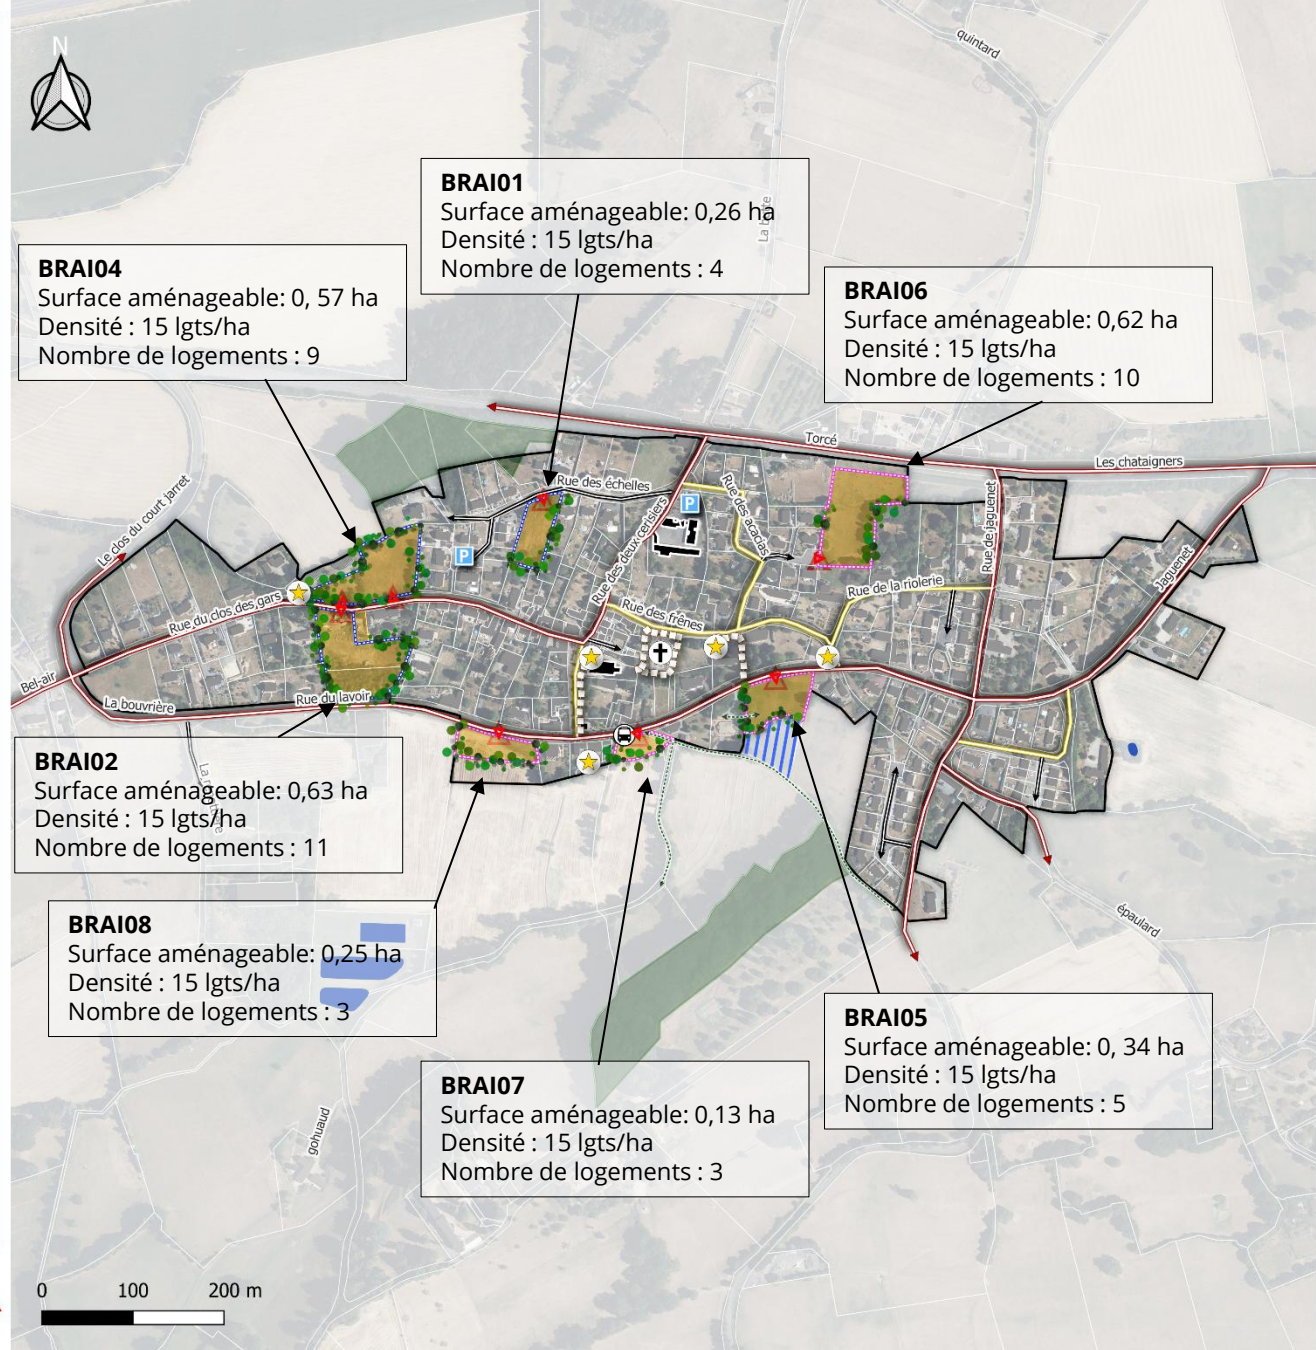 N
quintard
La butte
BRAI01
Surface aménageable: 0,26 ha
Densité : 15 lgts/ha
Nombre de logements : 4
BRAI04
Surface aménageable: 0, 57 ha
Densité : 15 lgts/ha
Nombre de logements : 9
BRAI06
Surface aménageable: 0,62 ha
Densité : 15 lgts/ha
Nombre de logements : 10
Torcé
Les chataigners
Rue des échelles
P
Rue des acacias
Rue des deux cerisiers
Rue de jaguenet
Le clos du court jarret
P
Jaguenet
Rue du clos des gars
Rue des frênes
Rue de la riolerie
Bel-air
La bouvrière
Rue du lavoir
BRAI02
Surface aménageable: 0,63 ha
Densité : 15 lgts/ha
Nombre de logements : 11
BRAI08
Surface aménageable: 0,25 ha
Densité : 15 lgts/ha
Nombre de logements : 3
épaulard
BRAI05
Surface aménageable: 0, 34 ha
Densité : 15 lgts/ha
Nombre de logements : 5
BRAI07
Surface aménageable: 0,13 ha
Densité : 15 lgts/ha
Nombre de logements : 3
gohuaud
0 100 200 m